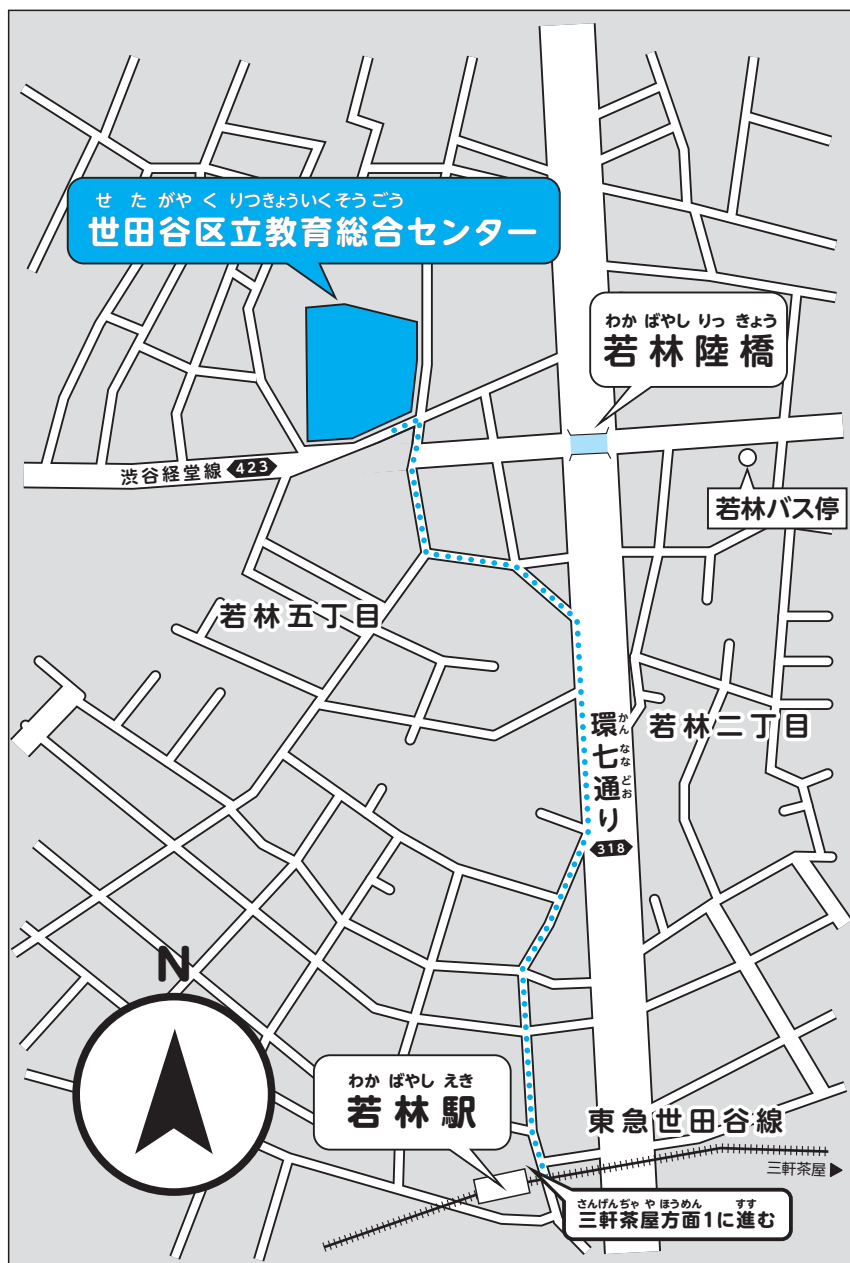 せたがやくりつきょういくそうごう
世田谷区立教育総合センター
わかばやしりっきょう
若林陸橋
渋谷経堂線 423
若林バス停
若林五丁目
環七通り
かんななどお
318
若林二丁目
N
わかばやしえき
若林駅
東急世田谷線
三軒茶屋▶
さんげんぢゃやほうめん すす
三軒茶屋方面1に進む